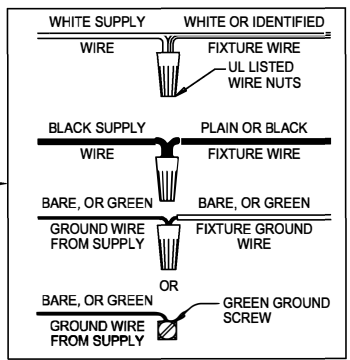 WHITE SUPPLY WHITE OR IDENTIFIED
WIRE FIXTURE WIRE
UL LISTED
WIRE NUTS
BLACK SUPPLY PLAIN OR BLACK
WIRE FIXTURE WIRE
BARE, OR GREEN BARE, OR GREEN
GROUND WIRE FIXTURE GROUND
FROM SUPPLY WIRE
OR
BARE, OR GREEN GREEN GROUND
SCREW
GROUND WIRE
FROM SUPPLY